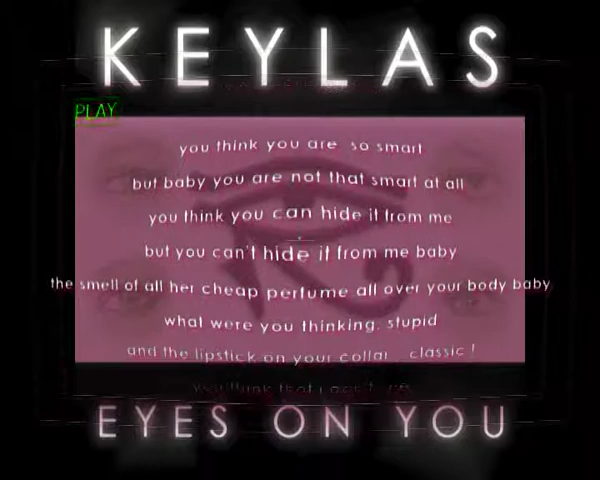 KEYLAS
PLAY
you think you are so smart
but baby you are not that smart at all
you think you can hide it from me
but you can't hide it from me baby
the smell of all her cheap perfume all over your body baby
what were you thinking, stupid
and the lipstick on your collar classic !
you think that i
EYES ON YOU